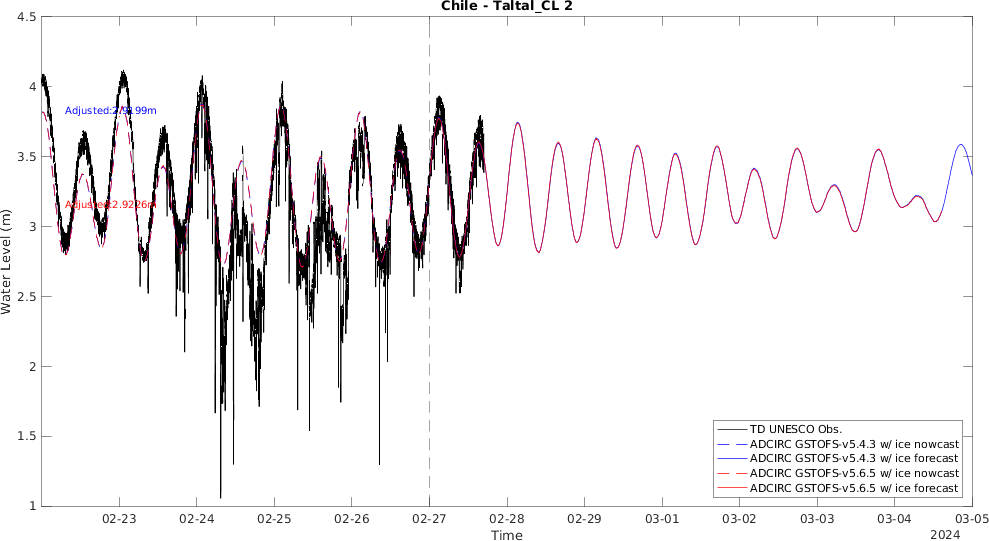 Chile - Taltal_CL 2
4.5
4
3.5
3
2.5
2
1.5
1
Water Level (m)
Adjusted:2.9226m
02-23
02-24
02-25
02-26
02-27
02-28
02-29
03-01
03-02
03-03
03-04
03-05
2024
Time
TD UNESCO Obs.
ADCIRC GSTOFS-v5.4.3 w/ ice nowcast
ADCIRC GSTOFS-v5.4.3 w/ ice forecast
ADCIRC GSTOFS-v5.6.5 w/ ice nowcast
ADCIRC GSTOFS-v5.6.5 w/ ice forecast